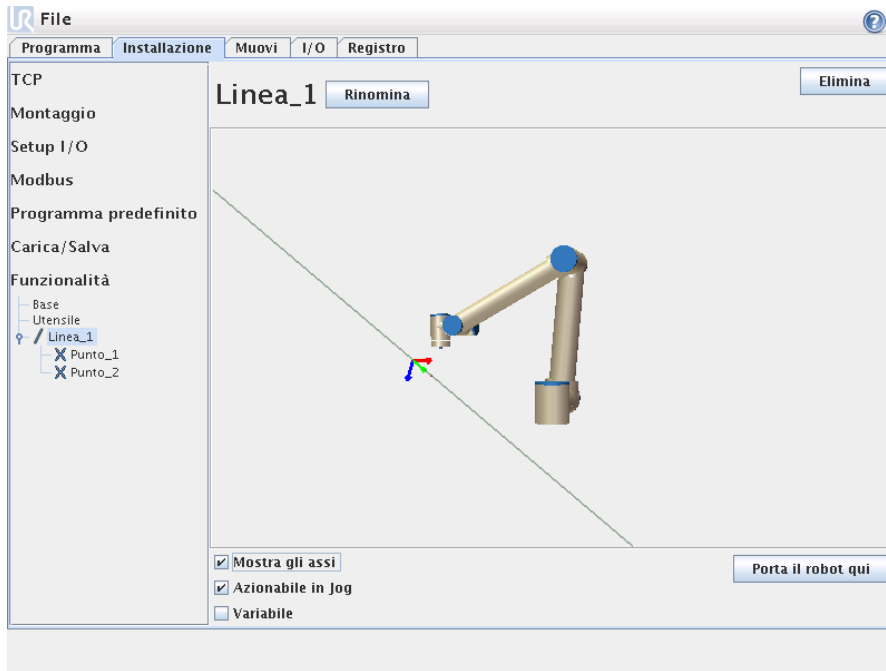 UR File
?
Programma Installazione Muovi I/O Registro
TCP
Montaggio
Setup I/O
Modbus
Programma predefinito
Carica/Salva
Funzionalità
Base
Utensile
Linea_1
Punto_1
Punto_2
Linea_1 Rinomina
Elimina
Mostra gli assi
Azionabile in Jog
Variabile
Porta il robot qui